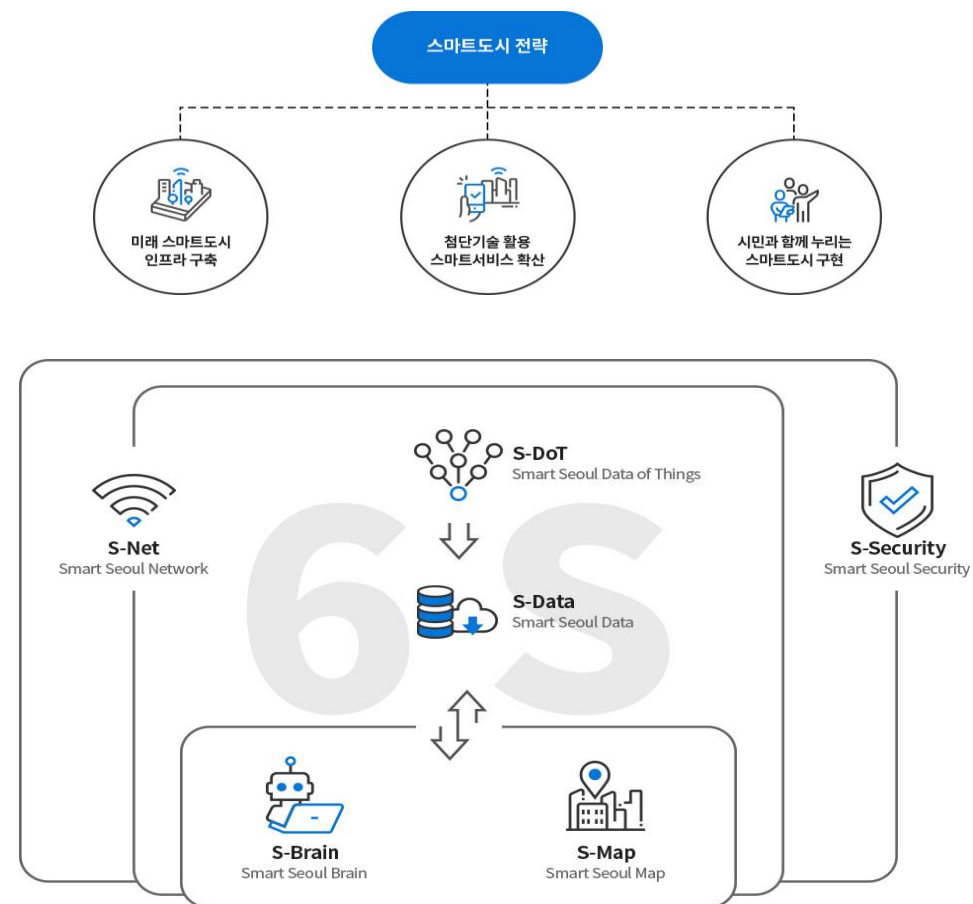 스마트도시 전략
미래 스마트도시
인프라 구축
첨단기술 활용
스마트서비스 확산
시민과 함께 누리는
스마트도시 구현
6S
S-DoT
Smart Seoul Data of Things
S-Net
Smart Seoul Network
S-Security
Smart Seoul Security
S-Data
Smart Seoul Data
S-Brain
Smart Seoul Brain
S-Map
Smart Seoul Map